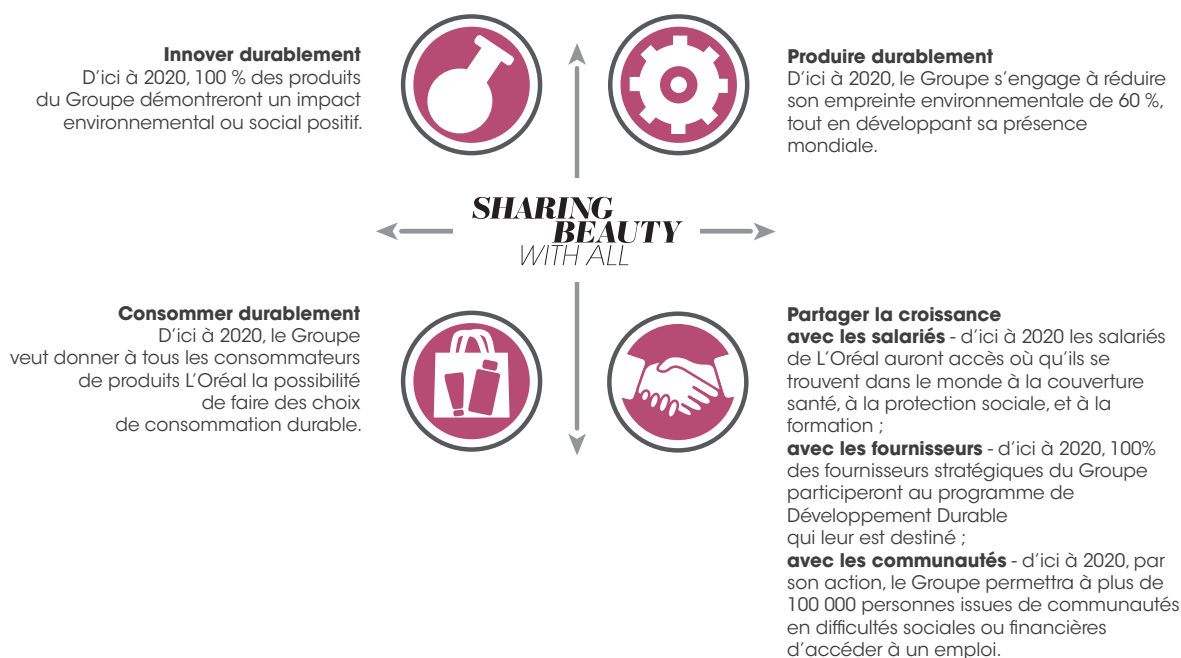 Innover durablement
D'ici à 2020, 100 % des produits
du Groupe démontreront un impact
environnemental ou social positif.
Produire durablement
D'ici à 2020, le Groupe s'engage à réduire
son empreinte environnementale de 60 %,
tout en développant sa présence
mondiale.
SHARING
BEAUTY
WITH ALL
Consommer durablement
D'ici à 2020, le Groupe
veut donner à tous les consommateurs
de produits L'Oréal la possibilité
de faire des choix
de consommation durable.
Partager la croissance
avec les salariés - d'ici à 2020 les salariés
de L'Oréal auront accès où qu'ils se
trouvent dans le monde à la couverture
santé, à la protection sociale, et à la
formation ;
avec les fournisseurs - d'ici à 2020, 100%
des fournisseurs stratégiques du Groupe
participeront au programme de
Développement Durable
qui leur est destiné ;
avec les communautés - d'ici à 2020, par
son action, le Groupe permettra à plus de
100 000 personnes issues de communautés
en difficultés sociales ou financières
d'accéder à un emploi.